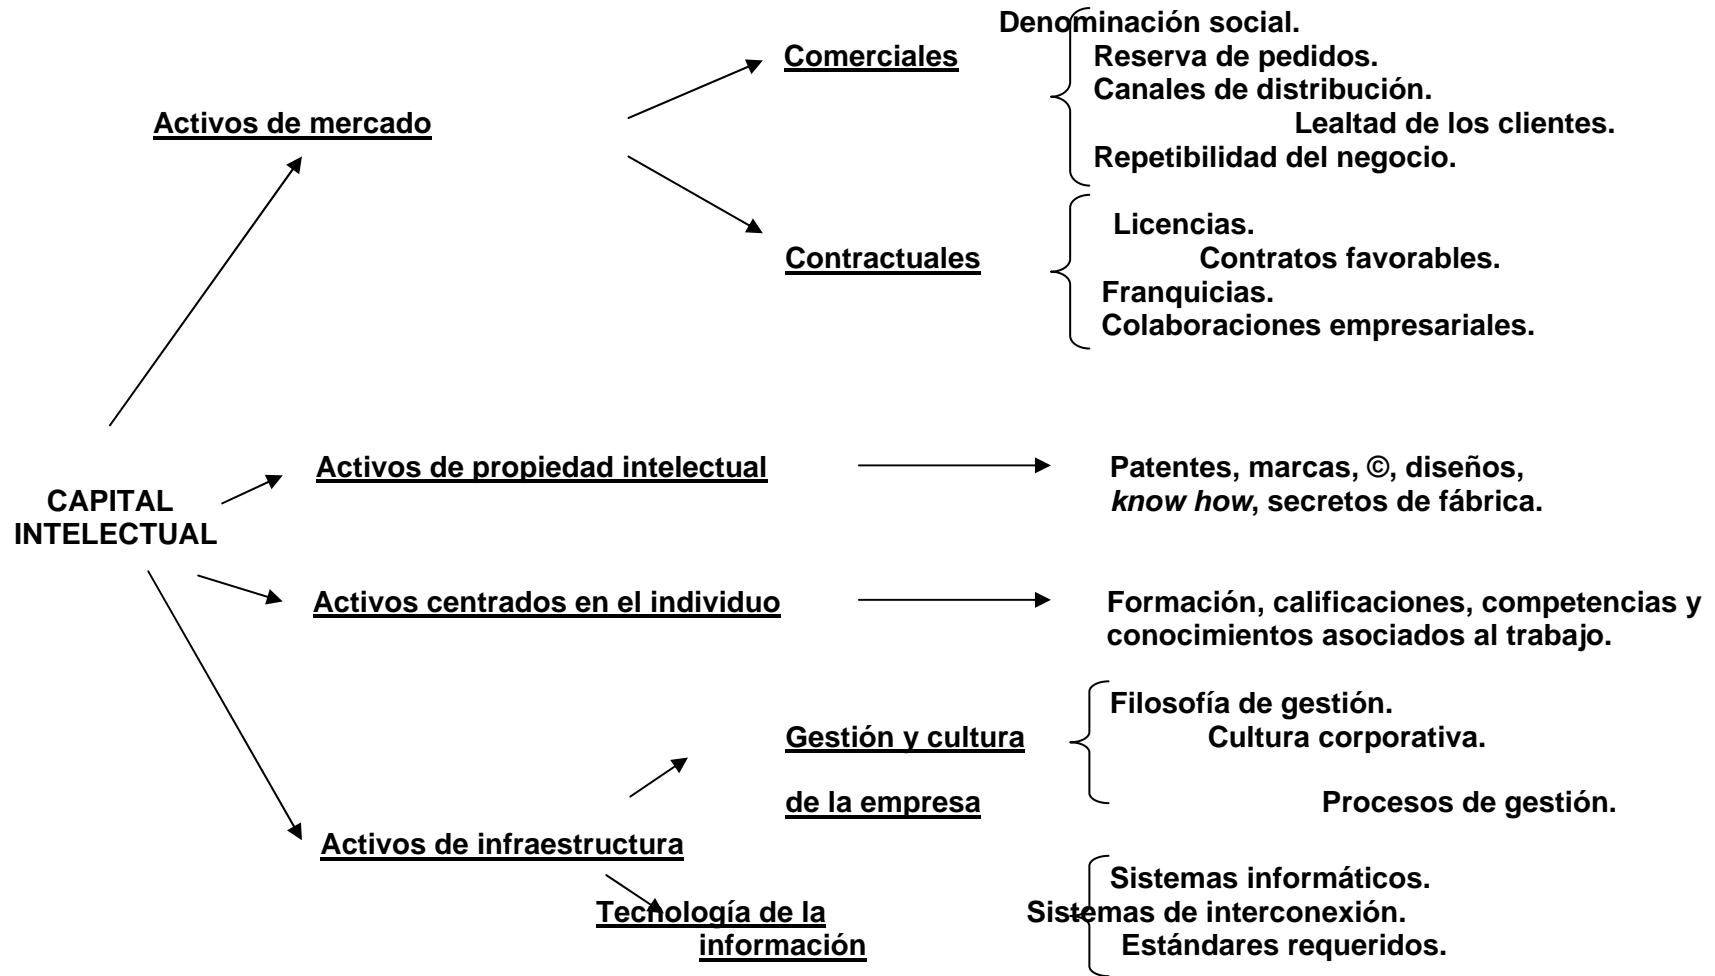 Denominación social.
Comerciales
Reserva de pedidos.
Canales de distribución.
Activos de mercado
Lealtad de los clientes.
Repetibilidad del negocio.
Licencias.
Contractuales
Contratos favorables.
Franquicias.
Colaboraciones empresariales.
CAPITAL
INTELECTUAL
Activos de propiedad intelectual
Patentes, marcas, ©, diseños,
know how, secretos de fábrica.
Activos centrados en el individuo
Formación, calificaciones, competencias y
conocimientos asociados al trabajo.
Filosofía de gestión.
Gestión y cultura
Cultura corporativa.
de la empresa
Procesos de gestión.
Activos de infraestructura
Sistemas informáticos.
Tecnología de la
información
Sistemas de interconexión.
Estándares requeridos.